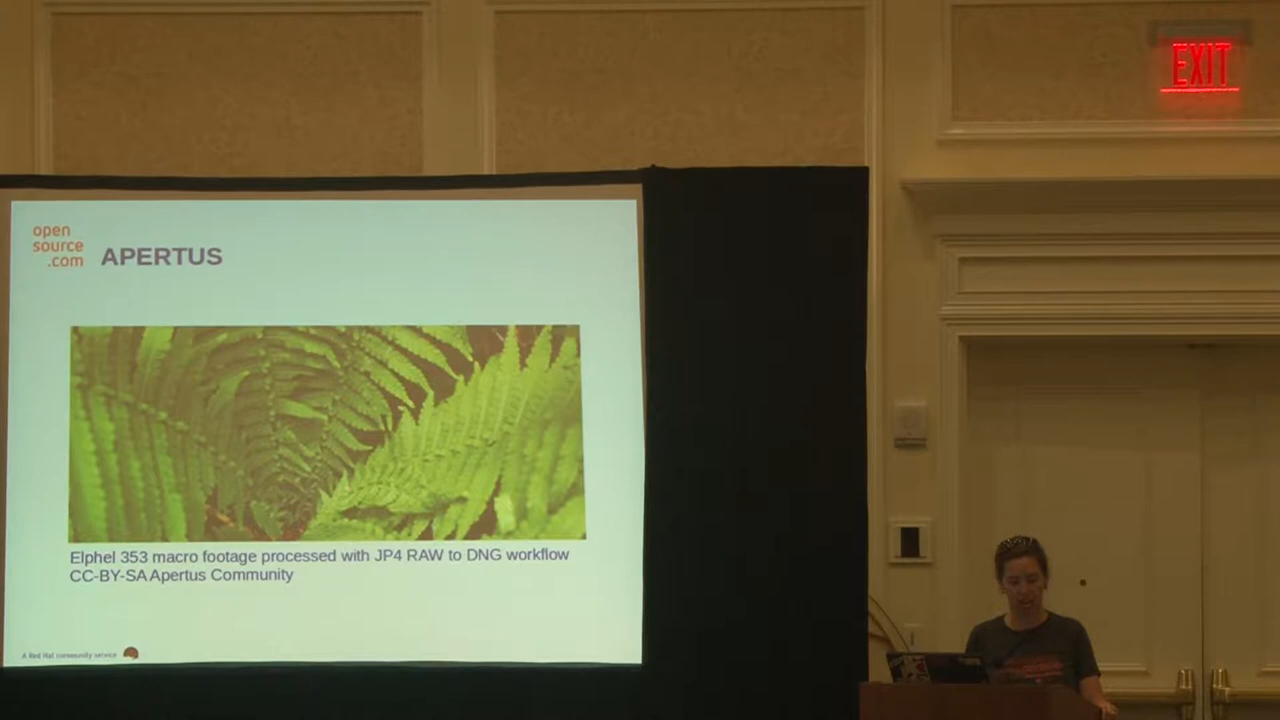 EXIT
open
source
.com
APERTUS
Elphel 353 macro footage processed with JP4 RAW to DNG workflow
CC-BY-SA Apertus Community
A Red Hat community service